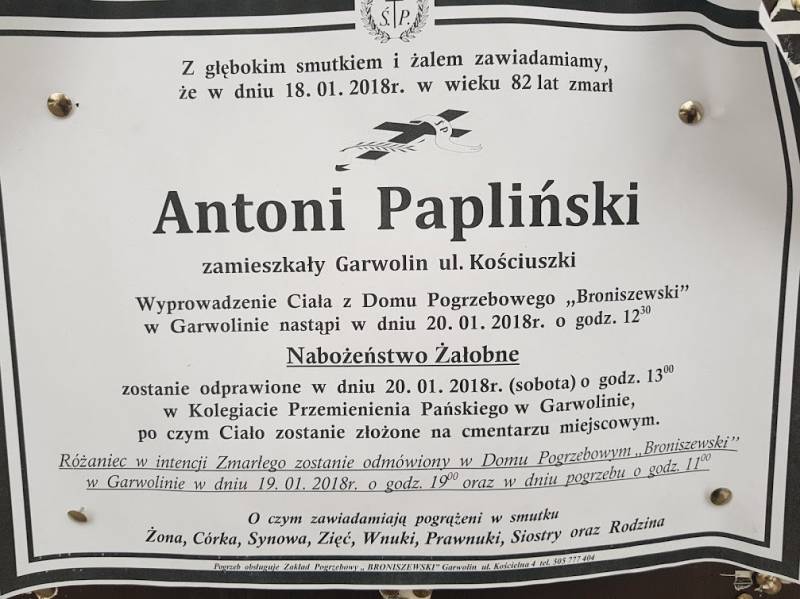 Ś. P.
Z głębokim smutkiem i żalem zawiadamiamy,
że w dniu 18.01.2018r. w wieku 82 lat zmarł
Ś P
Antoni Papliński
zamieszkały Garwolin ul. Kościuszki
Wyprowadzenie Ciała z Domu Pogrzebowego „Broniszewski”
w Garwolinie nastąpi w dniu 20.01.2018r. o godz. 12³⁰
Nabożeństwo Żałobne
zostanie odprawione w dniu 20.01.2018r. (sobota) o godz. 13⁰⁰
w Kolegiacie Przemienienia Pańskiego w Garwolinie,
po czym Ciało zostanie złożone na cmentarzu miejscowym.
Różaniec w intencji Zmarłego zostanie odmówiony w Domu Pogrzebowym „Broniszewski”
w Garwolinie w dniu 19.01.2018r. o godz. 19⁰⁰ oraz w dniu pogrzebu o godz. 11⁰⁰
O czym zawiadamiają pogrążeni w smutku
Żona, Córka, Synowa, Zięć, Wnuki, Prawnuki, Siostry oraz Rodzina
Pogrzeb obsługuje Zakład Pogrzebowy „BRONISZEWSKI” Garwolin ul. Kościelna 4 tel. 505 777 404